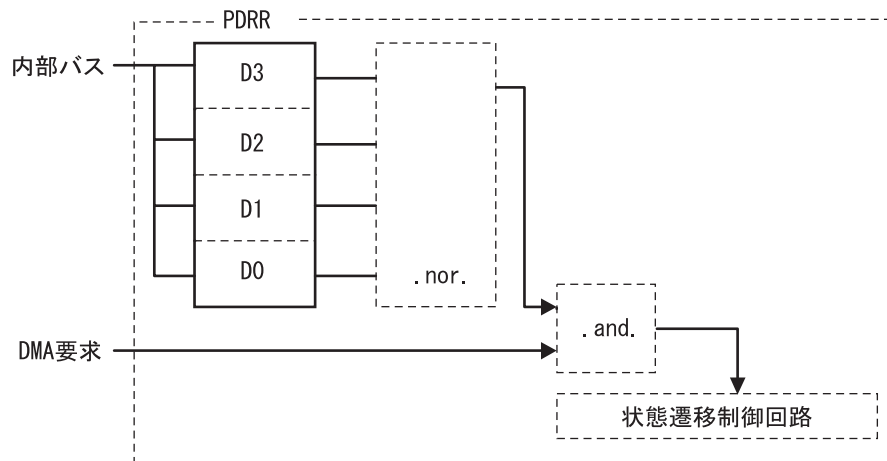 PDRR
内部バス
D3
D2
D1
D0
.nor.
.and.
DMA要求
状態遷移制御回路